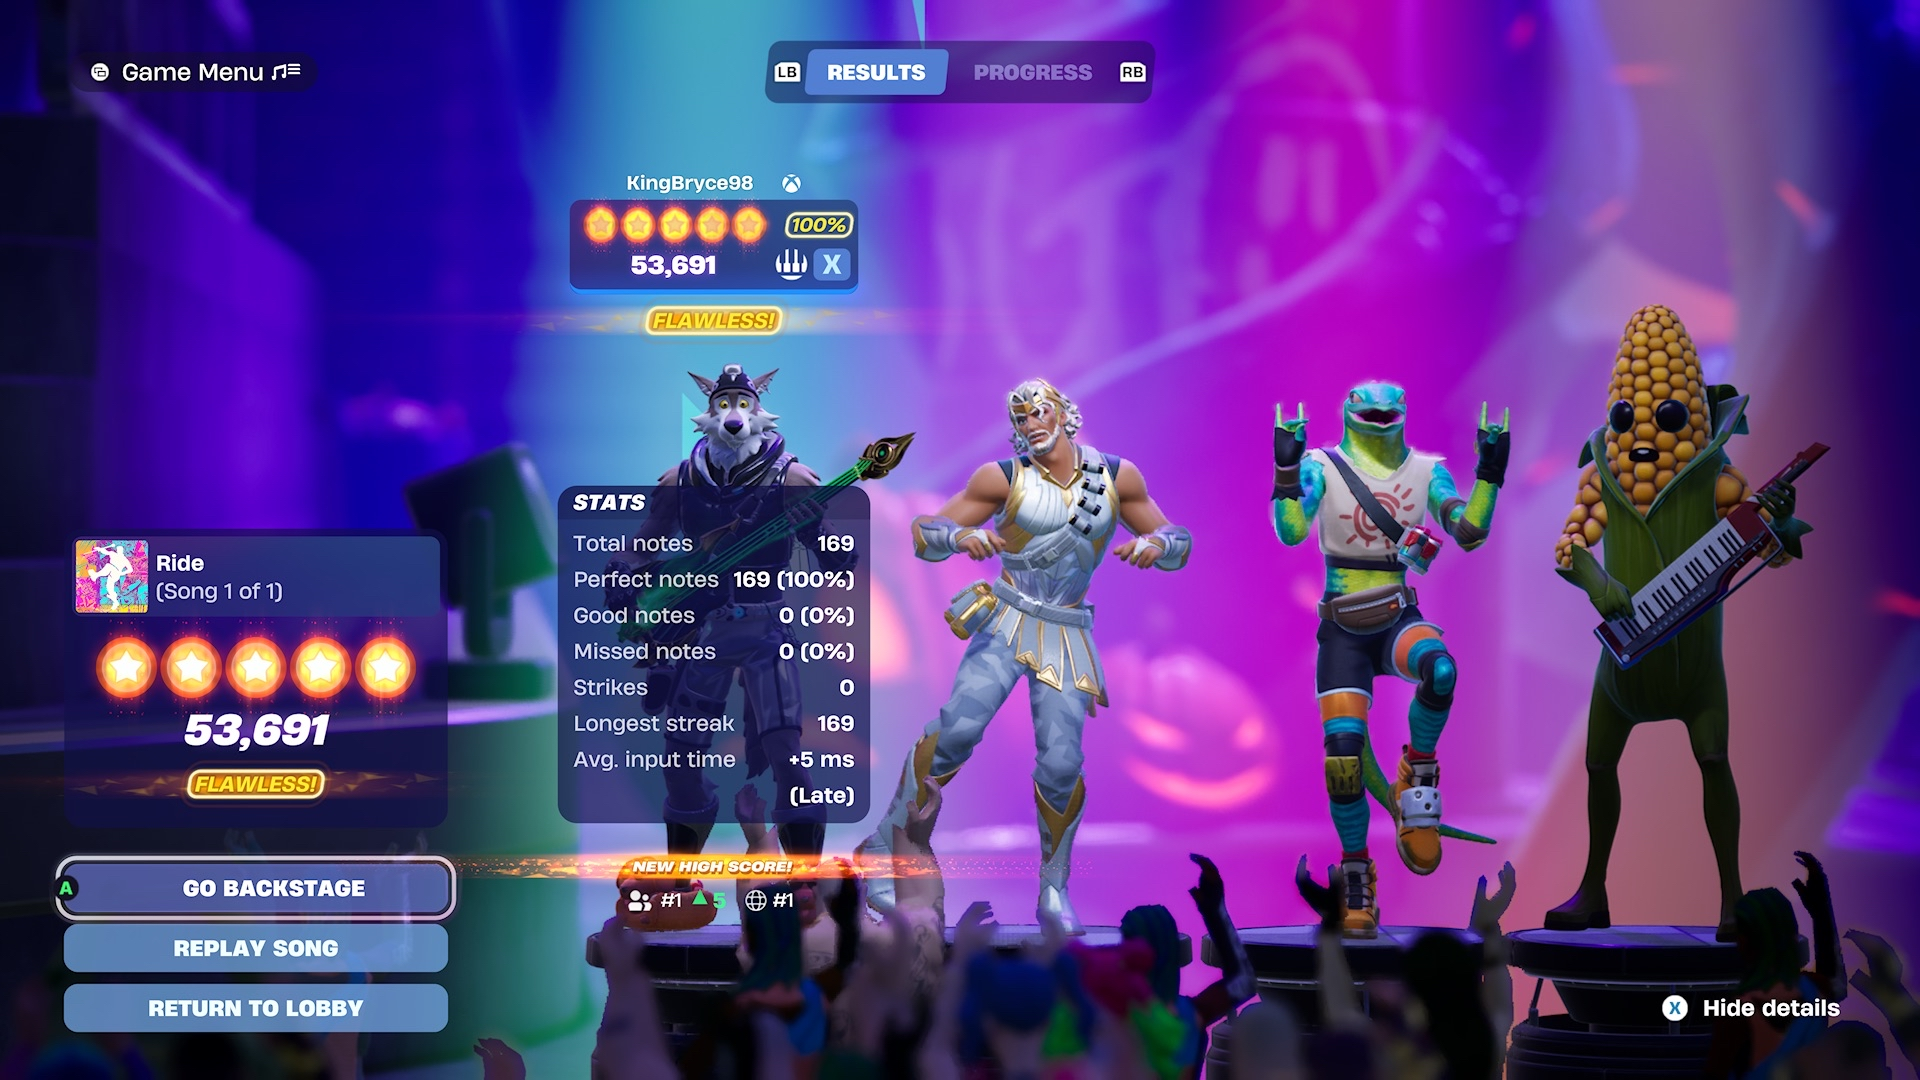 Game Menu
LB RESULTS PROGRESS RB
KingBryce98
100%
53,691 X
FLAWLESS!
STATS
Total notes 169
Perfect notes 169 (100%)
Good notes 0 (0%)
Missed notes 0 (0%)
Strikes 0
Longest streak 169
Avg. input time +5 ms
(Late)
NEW HIGH SCORE!
#1 5 #1
Ride
(Song 1 of 1)
53,691
FLAWLESS!
A GO BACKSTAGE
REPLAY SONG
RETURN TO LOBBY
X Hide details